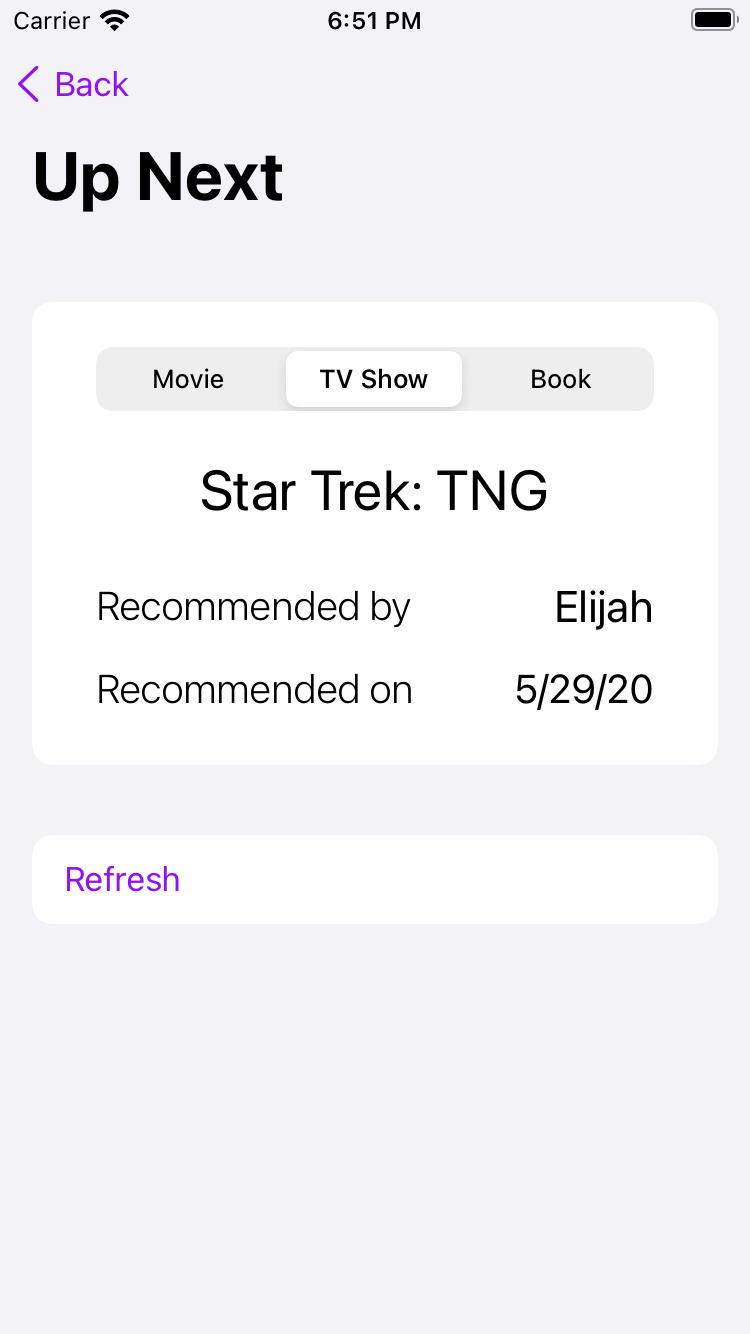 Carrier 6:51 PM
Back
Up Next
Movie TV Show Book
Star Trek: TNG
Recommended by Elijah
Recommended on 5/29/20
Refresh